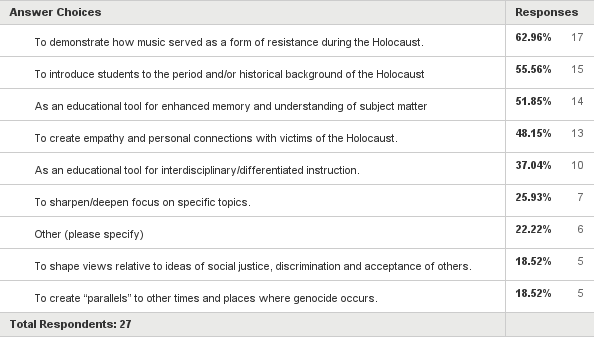 Answer Choices Responses
To demonstrate how music served as a form of resistance during the Holocaust. 62.96% 17
To introduce students to the period and/or historical background of the Holocaust 55.56% 15
As an educational tool for enhanced memory and understanding of subject matter 51.85% 14
To create empathy and personal connections with victims of the Holocaust. 48.15% 13
As an educational tool for interdisciplinary/differentiated instruction. 37.04% 10
To sharpen/deepen focus on specific topics. 25.93% 7
Other (please specify) 22.22% 6
To shape views relative to ideas of social justice, discrimination and acceptance of others. 18.52% 5
To create “parallels” to other times and places where genocide occurs. 18.52% 5
Total Respondents: 27